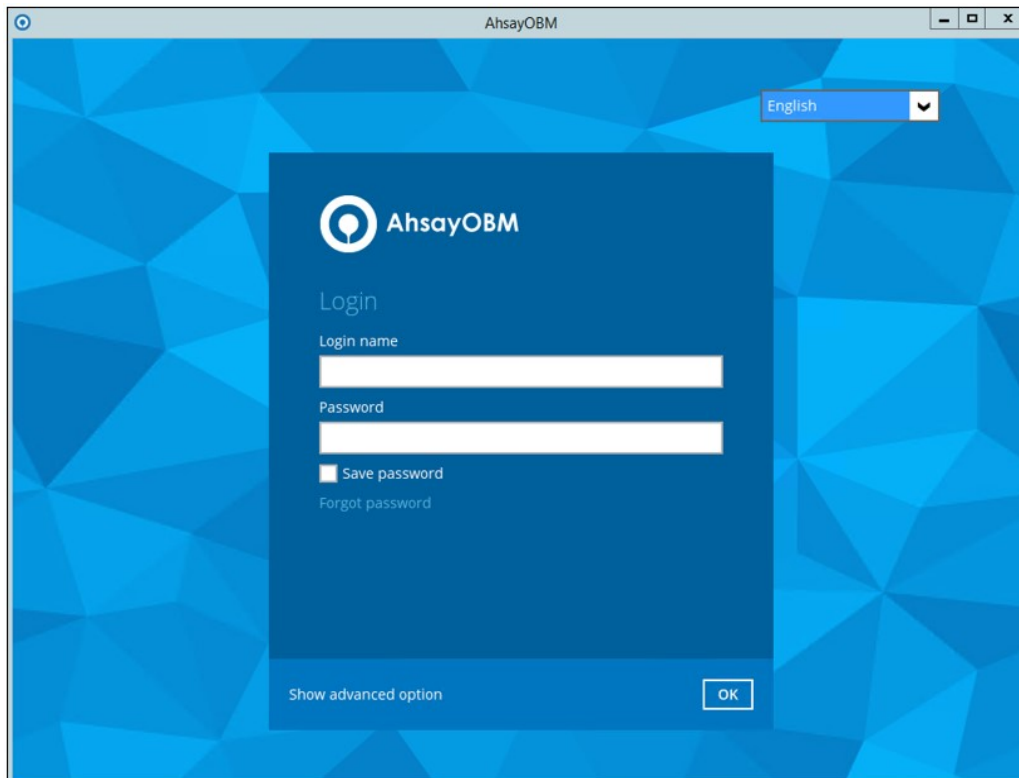 AhsayOBM
English
AhsayOBM
Login
Login name
Password
Save password
Forgot password
Show advanced option
OK